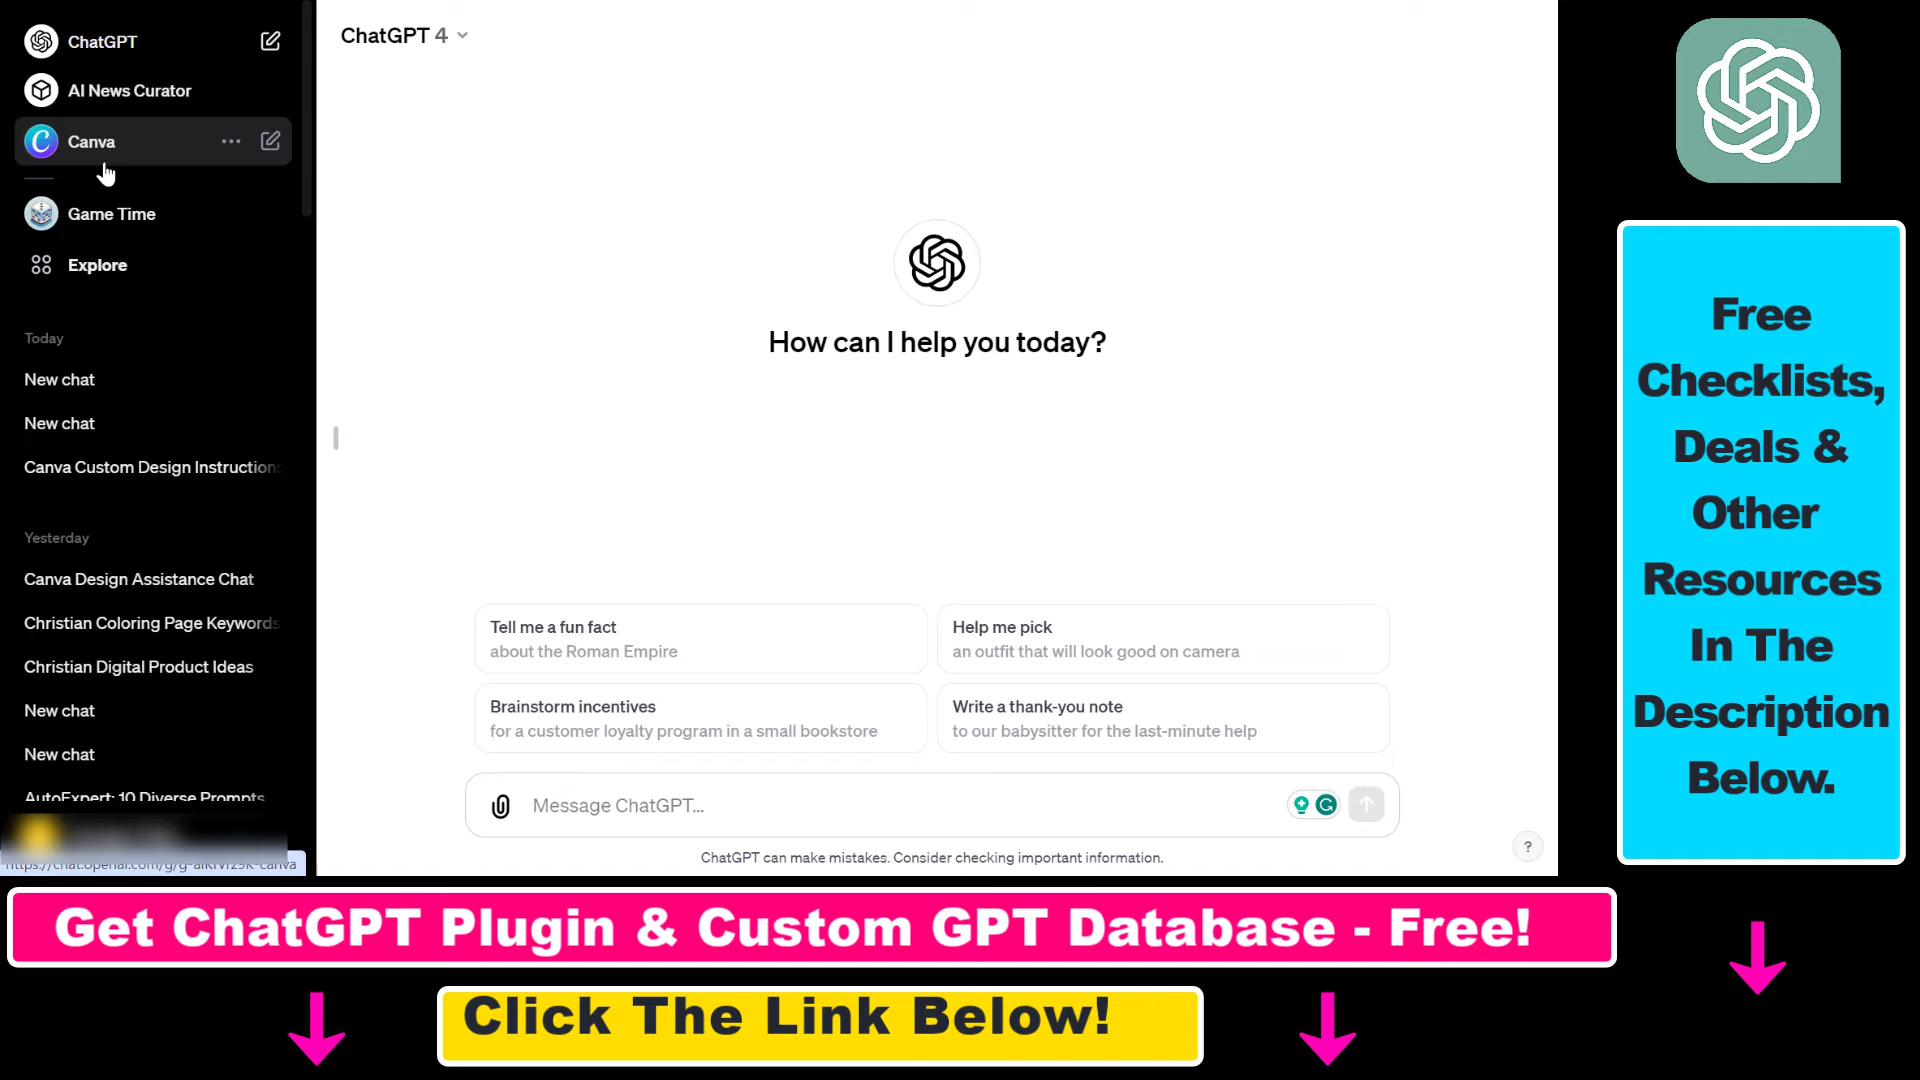 ChatGPT
AI News Curator
Canva
Game Time
Explore
Today
New chat
New chat
Canva Custom Design Instructions
Yesterday
Canva Design Assistance Chat
Christian Coloring Page Keywords
Christian Digital Product Ideas
New chat
New chat
AutoExpert: 10 Diverse Prompts
ChatGPT 4
How can I help you today?
Tell me a fun fact
about the Roman Empire
Help me pick
an outfit that will look good on camera
Brainstorm incentives
for a customer loyalty program in a small bookstore
Write a thank-you note
to our babysitter for the last-minute help
Message ChatGPT...
ChatGPT can make mistakes. Consider checking important information.
?
Free
Checklists,
Deals &
Other
Resources
In The
Description
Below.
Get ChatGPT Plugin & Custom GPT Database - Free!
Click The Link Below!